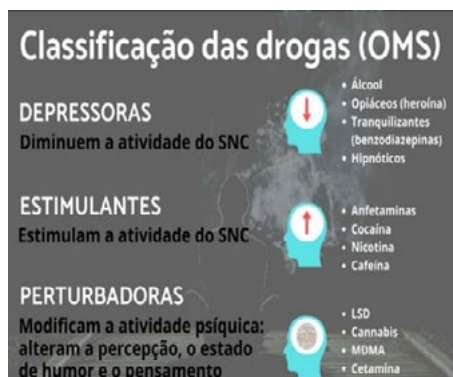 Classificação das drogas (OMS)
DEPRESSORAS
Diminuem a atividade do SNC
• Álcool
• Opiáceos (heroína)
• Tranquilizantes
(benzodiazepinas)
• Hipnóticos
ESTIMULANTES
Estimulam a atividade do SNC
• Anfetaminas
• Cocaína
• Nicotina
• Cafeína
PERTURBADORAS
Modificam a atividade psíquica:
alteram a percepção, o estado
de humor e o pensamento
• LSD
• Cannabis
• MDMA
• Cetamina